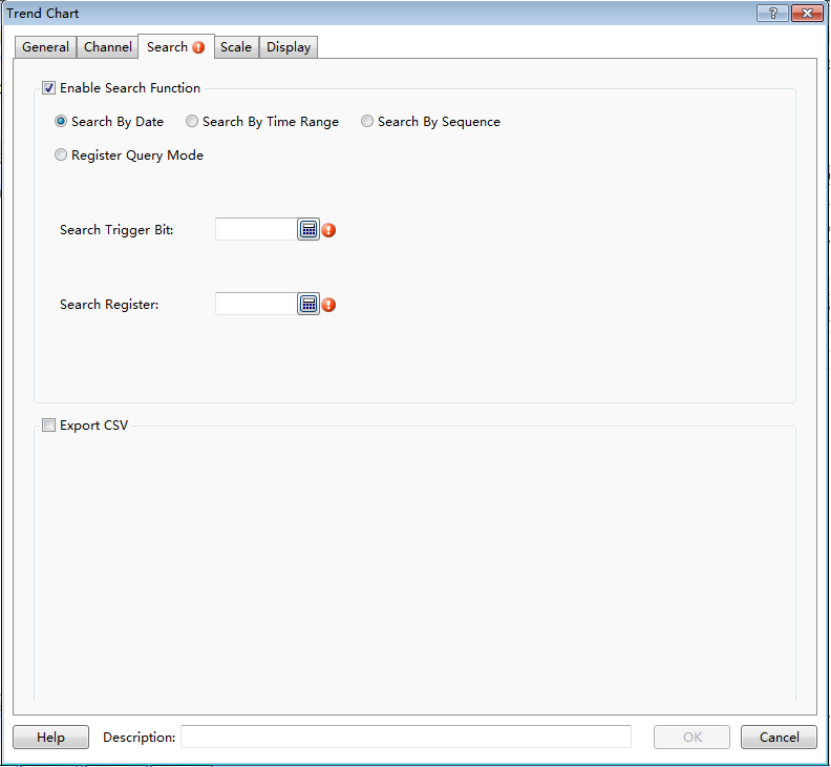 Trend Chart
General Channel Search Scale Display
Enable Search Function
Search By Date Search By Time Range Search By Sequence
Register Query Mode
Search Trigger Bit:
Search Register:
Export CSV
Help Description: OK Cancel